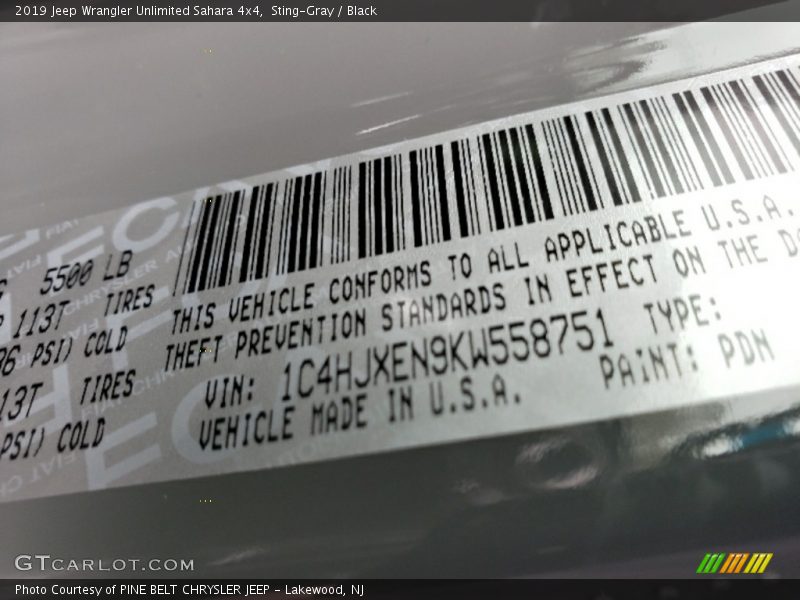 2019 Jeep Wrangler Unlimited Sahara 4x4, Sting-Gray / Black
5500 LB
113T TIRES
PSI) COLD
TIRES
PSI) COLD
THIS VEHICLE CONFORMS TO ALL APPLICABLE U.S.A.
THEFT PREVENTION STANDARDS IN EFFECT ON THE
VIN: 1C4HJXEN9KW558751 TYPE:
VEHICLE MADE IN U.S.A. PAINT: PDN
GTCARLOT.COM
Photo Courtesy of PINE BELT CHRYSLER JEEP - Lakewood, NJ